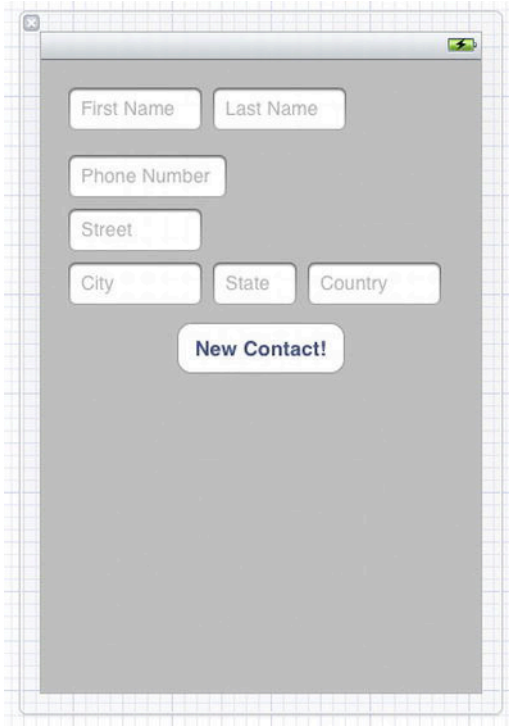 First Name Last Name
Phone Number
Street
City State Country
New Contact!